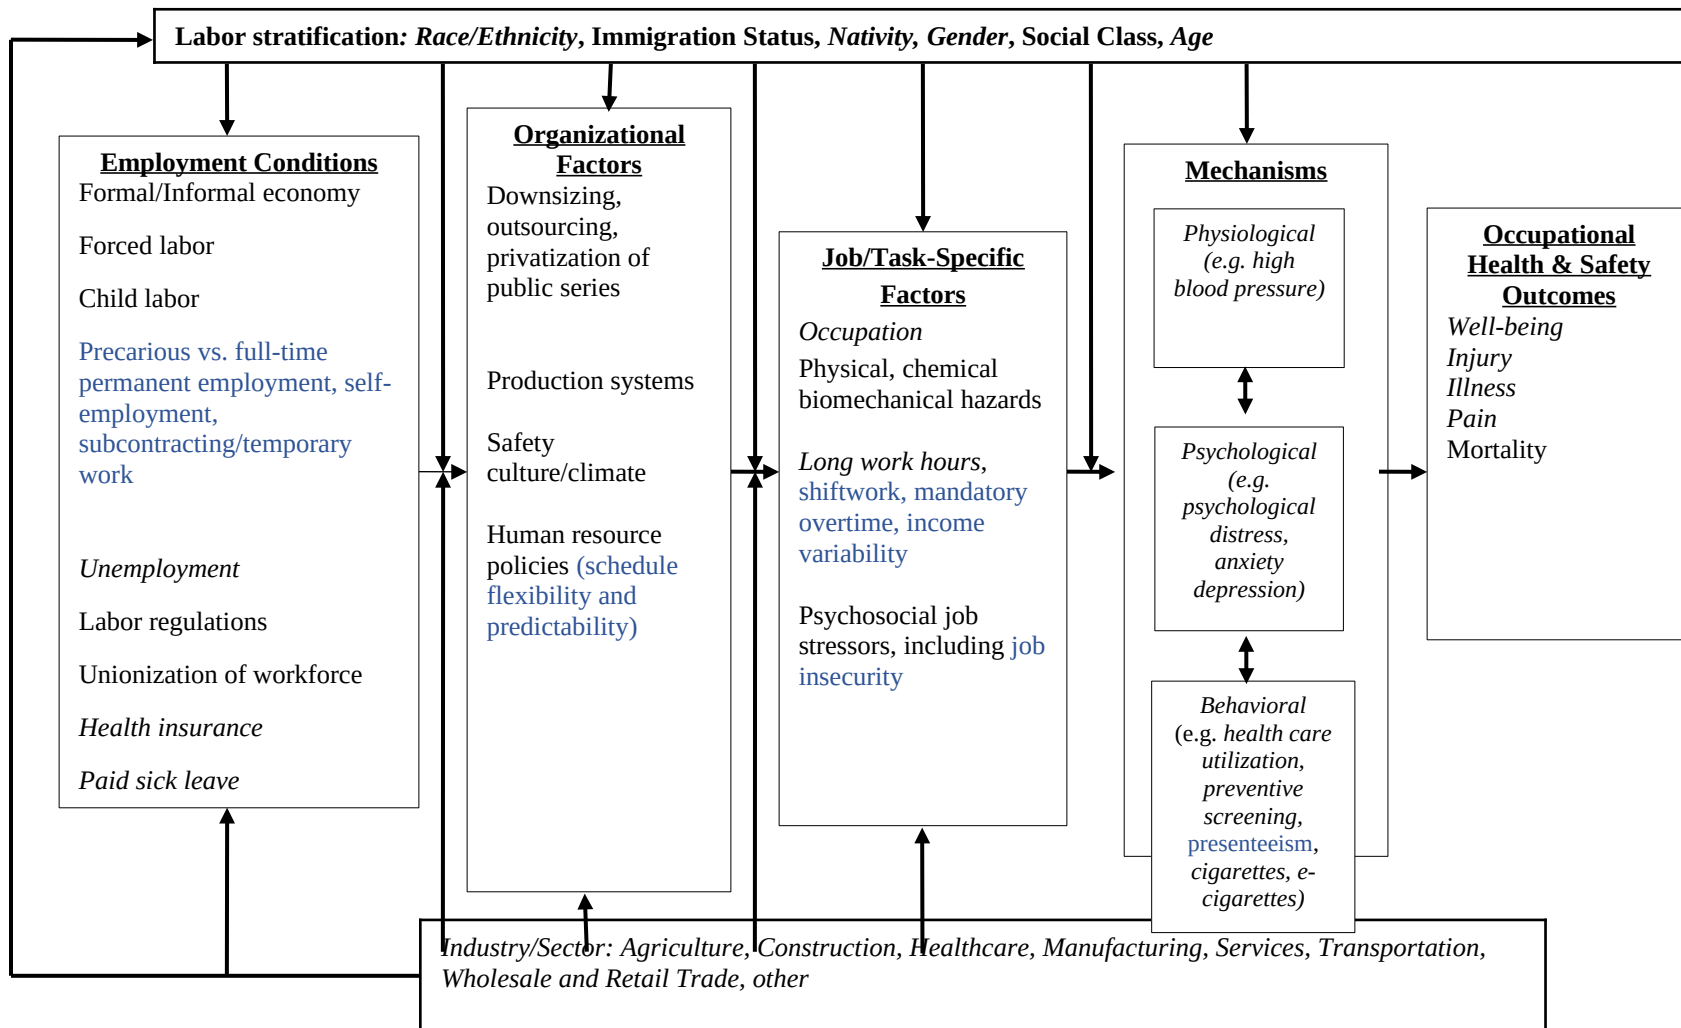 Labor stratification: Race/Ethnicity, Immigration Status, Nativity, Gender, Social Class, Age
Employment Conditions
Formal/Informal economy
Forced labor
Child labor
Precarious vs. full-time
permanent employment, self-
employment,
subcontracting/temporary
work
Unemployment
Labor regulations
Unionization of workforce
Health insurance
Paid sick leave
Organizational
Factors
Downsizing,
outsourcing,
privatization of
public series
Production systems
Safety
culture/climate
Human resource
policies (schedule
flexibility and
predictability)
Job/Task-Specific
Factors
Occupation
Physical, chemical
biomechanical hazards
Long work hours,
shiftwork, mandatory
overtime, income
variability
Psychosocial job
stressors, including job
insecurity
Mechanisms
Physiological
(e.g. high
blood pressure)
Psychological
(e.g.
psychological
distress,
anxiety
depression)
Behavioral
(e.g. health care
utilization,
preventive
screening,
presenteeism,
cigarettes, e-
cigarettes)
Occupational
Health & Safety
Outcomes
Well-being
Injury
Illness
Pain
Mortality
Industry/Sector: Agriculture, Construction, Healthcare, Manufacturing, Services, Transportation,
Wholesale and Retail Trade, other